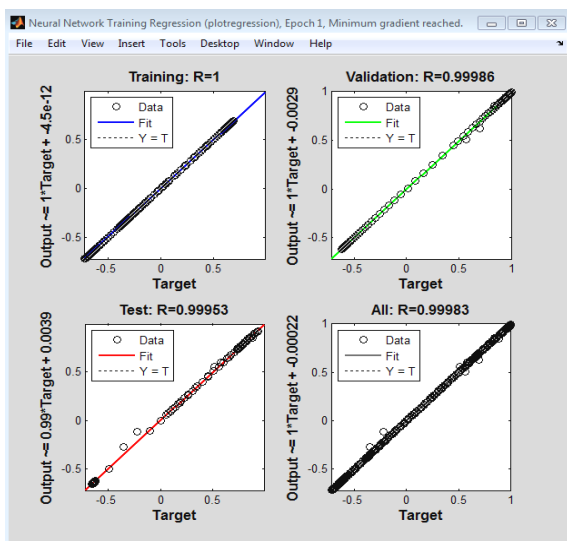 Neural Network Training Regression (plotregression), Epoch 1, Minimum gradient reached.
File Edit View Insert Tools Desktop Window Help
Training: R=1
Output ~= 1*Target + -4.5e-12
Data
Fit
Y = T
0.5
0
-0.5
-0.5 0 0.5
Target
Validation: R=0.99986
Output ~= 1*Target + -0.0029
Data
Fit
Y = T
1
0.5
0
-0.5
-0.5 0 0.5 1
Target
Test: R=0.99953
Output ~= 0.99*Target + 0.0039
Data
Fit
Y = T
0.5
0
-0.5
-0.5 0 0.5
Target
All: R=0.99983
Output ~= 1*Target + -0.00022
Data
Fit
Y = T
1
0.5
0
-0.5
-0.5 0 0.5 1
Target